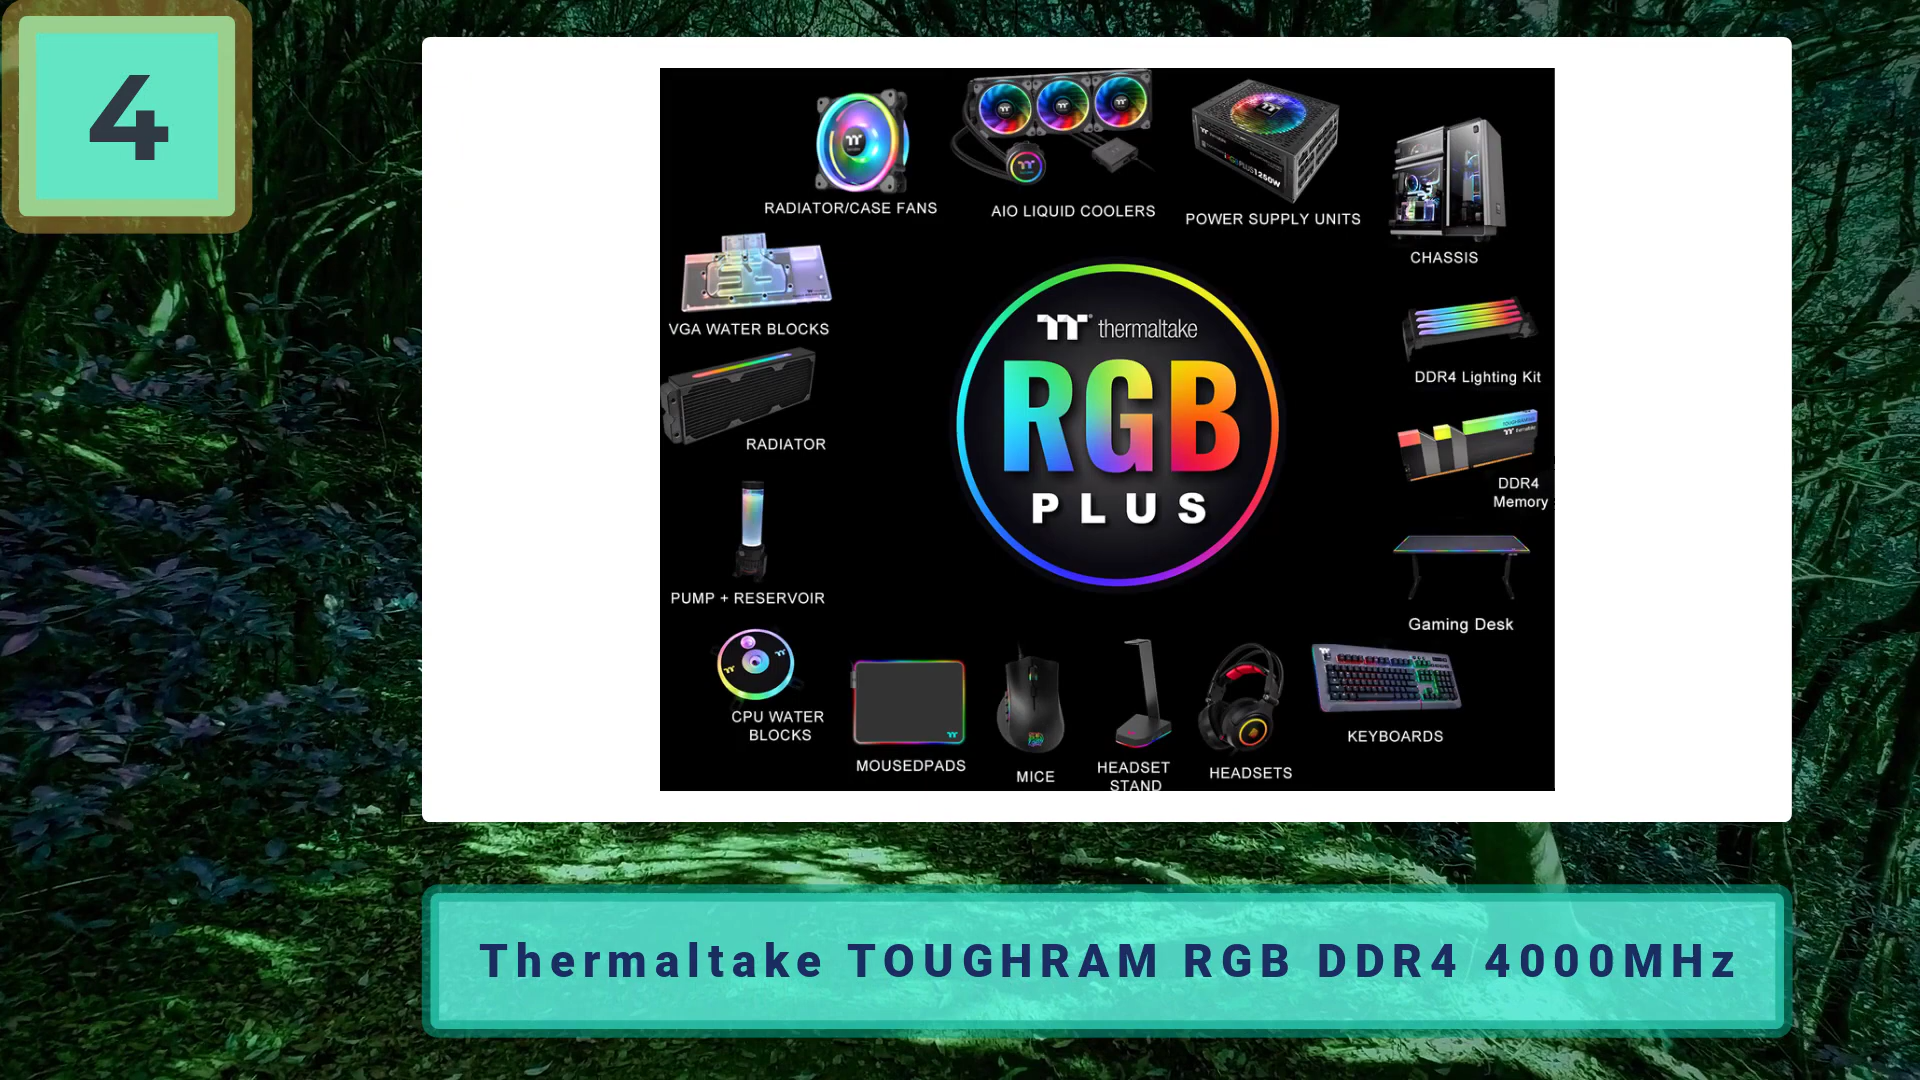 4
RADIATOR/CASE FANS
AIO LIQUID COOLERS
POWER SUPPLY UNITS
CHASSIS
VGA WATER BLOCKS
thermaltake
RGB
PLUS
DDR4 Lighting Kit
RADIATOR
DDR4
Memory
PUMP + RESERVOIR
Gaming Desk
CPU WATER
BLOCKS
MOUSEDPADS
MICE
HEADSET
STAND
HEADSETS
KEYBOARDS
Thermaltake TOUGHRAM RGB DDR4 4000MHz